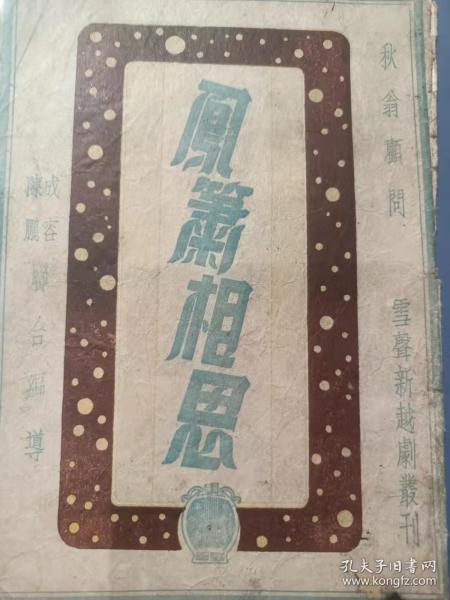 秋翁顧問
雪聲新越劇叢刊
鳳簫相思
成容
陳鵬
聯合編導
孔夫子旧书网
www.kongfz.com